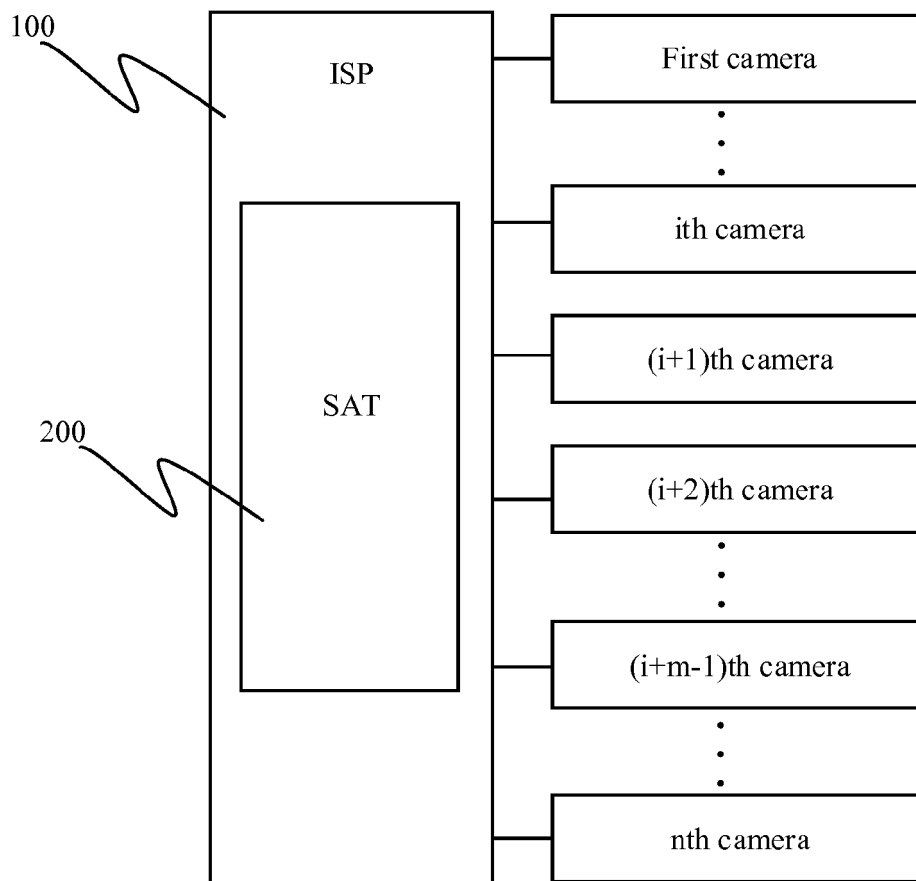 100
ISP
First camera
ith camera
(i+1)th camera
SAT
200
(i+2)th camera
(i+m-1)th camera
nth camera